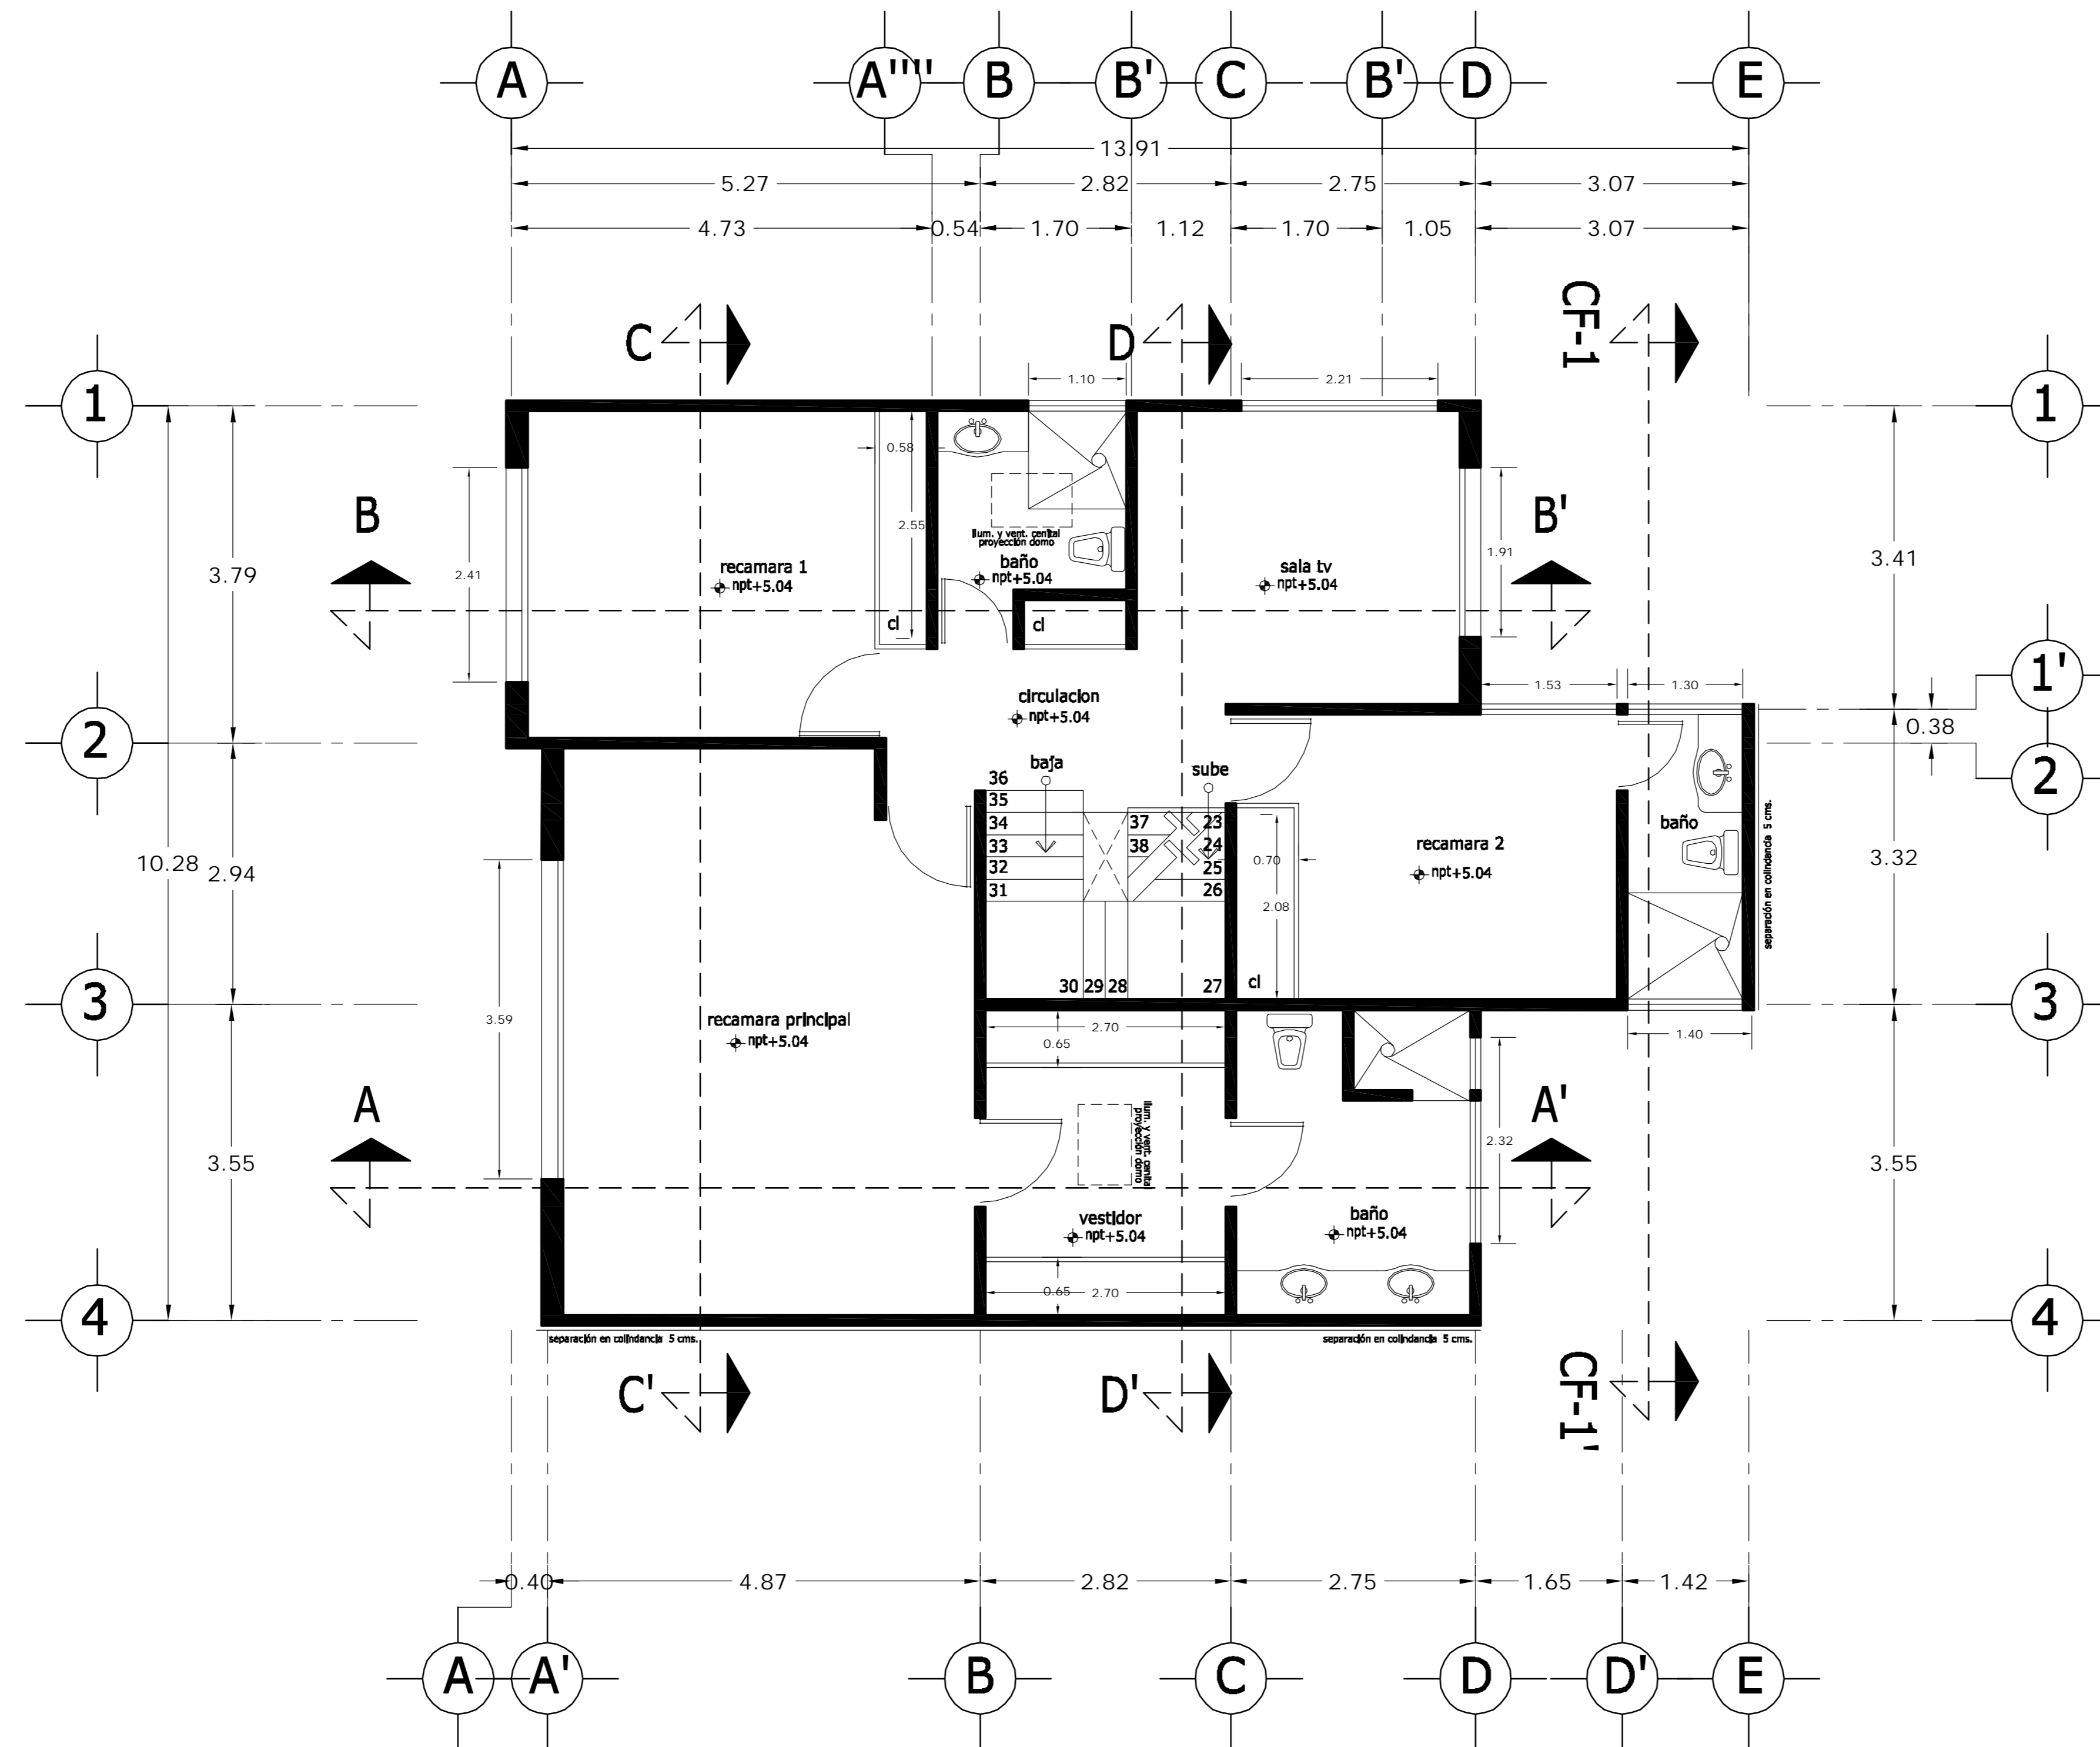 A A'''' B B' C B' D E
13.91
5.27 2.82 2.75 3.07
4.73 0.54 1.70 1.12 1.70 1.05 3.07
C D CF-1
1 1
1.10 2.21
0.58
B B'
2.55
ilum. y vent. cenital
proyección domo
1.91
3.41
baño
npt+5.04
recamara 1
npt+5.04
sala tv
npt+5.04
3.79
2.41
cl cl
1'
1.53 1.30
circulacion
npt+5.04
0.38
2 2
baja sube
36
35
34 37 23
33 38 24
32 25
31 26
30 29 28 27
baño
recamara 2
npt+5.04
0.70
2.08
cl
separación en colindancia 5 cms.
10.28 2.94
3.32
3 3
3.59
recamara principal
npt+5.04
2.70
0.65
1.40
A A'
ilum. y vent. cenital
proyección domo
2.32
3.55 3.55
vestidor
npt+5.04
baño
npt+5.04
0.65 2.70
4 4
separación en colindancia 5 cms. separación en colindancia 5 cms.
C' D' CF-1'
0.40 4.87 2.82 2.75 1.65 1.42
A A' B C D D' E